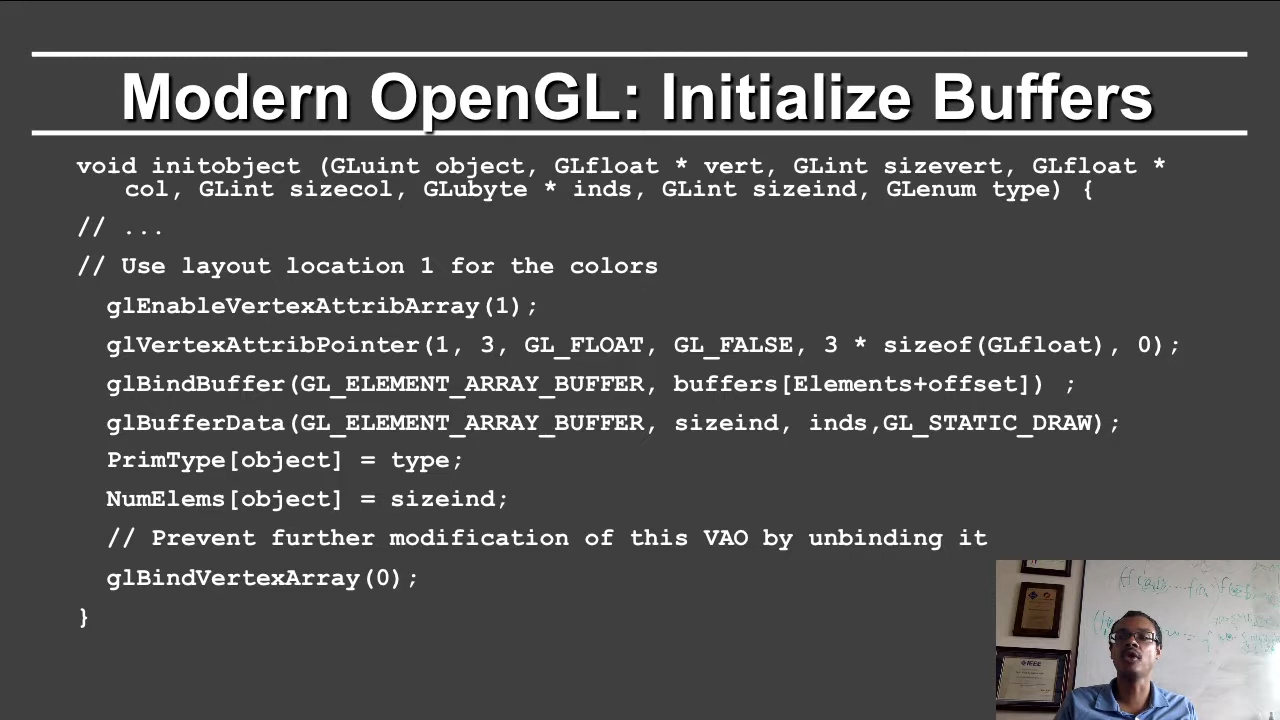 Modern OpenGL: Initialize Buffers
void initobject (GLuint object, GLfloat * vert, GLint sizevert, GLfloat *
col, GLint sizecol, GLubyte * inds, GLint sizeind, GLenum type) {
// ...
// Use layout location 1 for the colors
glEnableVertexAttribArray(1);
glVertexAttribPointer(1, 3, GL_FLOAT, GL_FALSE, 3 * sizeof(GLfloat), 0);
glBindBuffer(GL_ELEMENT_ARRAY_BUFFER, buffers[Elements+offset]) ;
glBufferData(GL_ELEMENT_ARRAY_BUFFER, sizeind, inds,GL_STATIC_DRAW);
PrimType[object] = type;
NumElems[object] = sizeind;
// Prevent further modification of this VAO by unbinding it
glBindVertexArray(0);
}
IEEE